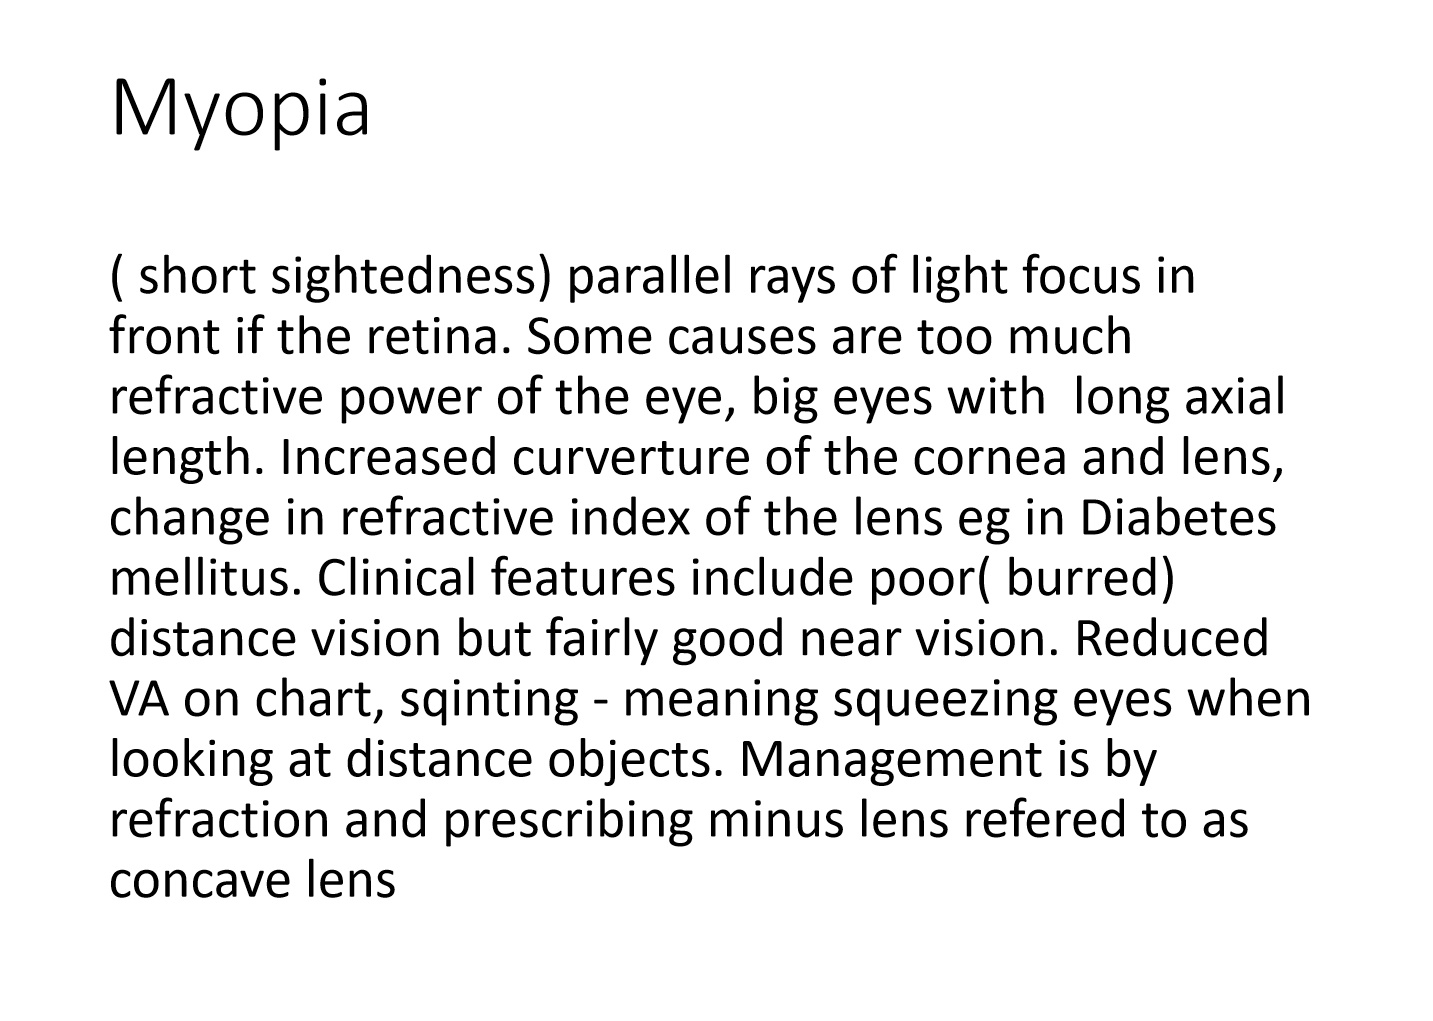 Myopia
( short sightedness) parallel rays of light focus in
front if the retina. Some causes are too much
refractive power of the eye, big eyes with  long axial
length. Increased curverture of the cornea and lens,
change in refractive index of the lens eg in Diabetes
mellitus. Clinical features include poor( burred)
distance vision but fairly good near vision. Reduced
VA on chart, sqinting - meaning squeezing eyes when
looking at distance objects. Management is by
refraction and prescribing minus lens refered to as
concave lens